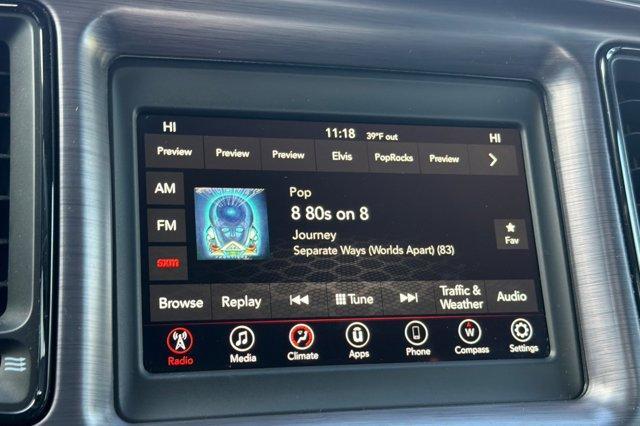 HI 11:18 39°F out HI
Preview Preview Preview Elvis PopRocks Preview
AM
FM
sxm
Pop
8 80s on 8
Journey
Separate Ways (Worlds Apart) (83)
Fav
Browse Replay Tune Traffic & Weather Audio
Radio Media Climate Apps Phone W Compass Settings